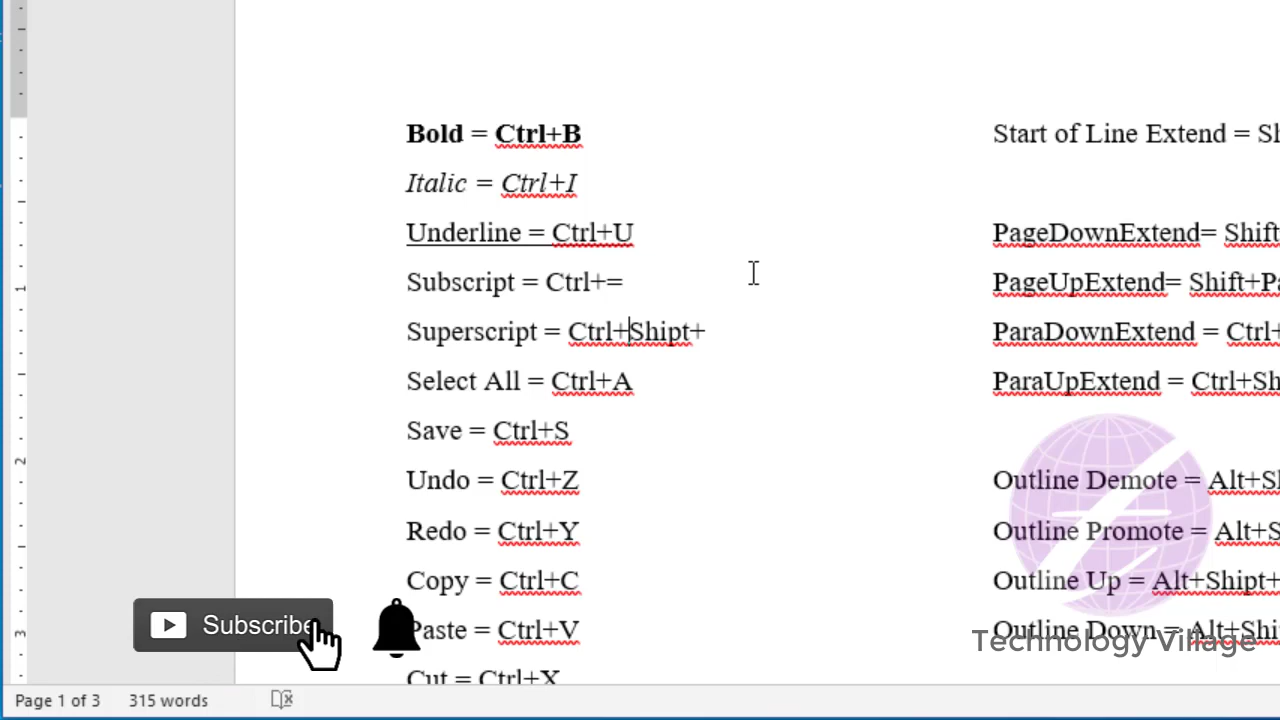 Bold = Ctrl+B
Italic = Ctrl+I
Underline = Ctrl+U
Subscript = Ctrl+=
Superscript = Ctrl+Shipt+
Select All = Ctrl+A
Save = Ctrl+S
Undo = Ctrl+Z
Redo = Ctrl+Y
Copy = Ctrl+C
Paste = Ctrl+V
Cut = Ctrl+X
Start of Line Extend = Sh
PageDownExtend= Shift
PageUpExtend= Shift+Pa
ParaDownExtend = Ctrl+
ParaUpExtend = Ctrl+Sh
Outline Demote = Alt+Sh
Outline Promote = Alt+S
Outline Up = Alt+Shipt+
Outline Down = Alt+Shi
Technology Village
Subscribe
1
2
3
Page 1 of 3
315 words